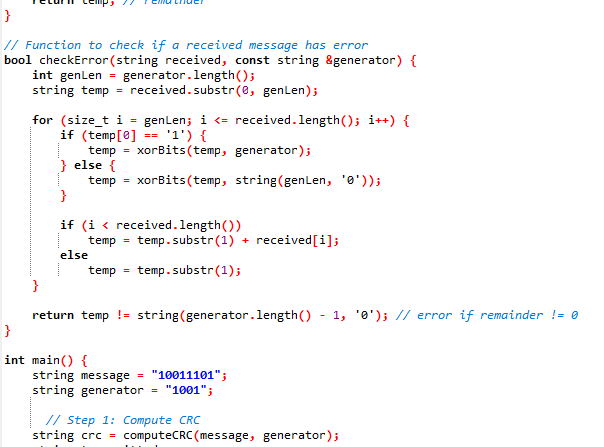 return temp; // remainder
}
// Function to check if a received message has error
bool checkError(string received, const string &generator) {
    int genLen = generator.length();
    string temp = received.substr(0, genLen);
    for (size_t i = genLen; i <= received.length(); i++) {
        if (temp[0] == '1') {
            temp = xorBits(temp, generator);
        } else {
            temp = xorBits(temp, string(genLen, '0'));
        }
        if (i < received.length())
            temp = temp.substr(1) + received[i];
        else
            temp = temp.substr(1);
    }
    return temp != string(generator.length() - 1, '0'); // error if remainder != 0
}
int main() {
    string message = "10011101";
    string generator = "1001";
    // Step 1: Compute CRC
    string crc = computeCRC(message, generator);